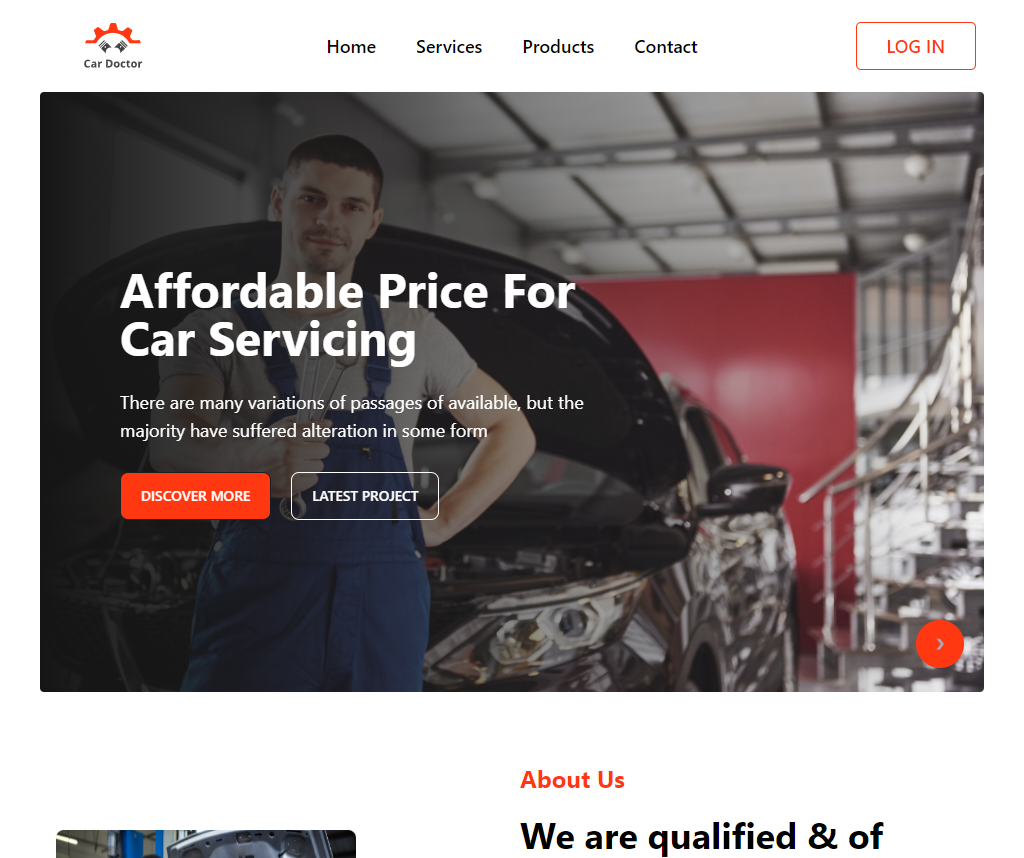 Car Doctor
Home
Services
Products
Contact
LOG IN
Affordable Price For
Car Servicing
There are many variations of passages of available, but the
majority have suffered alteration in some form
DISCOVER MORE
LATEST PROJECT
About Us
We are qualified & of